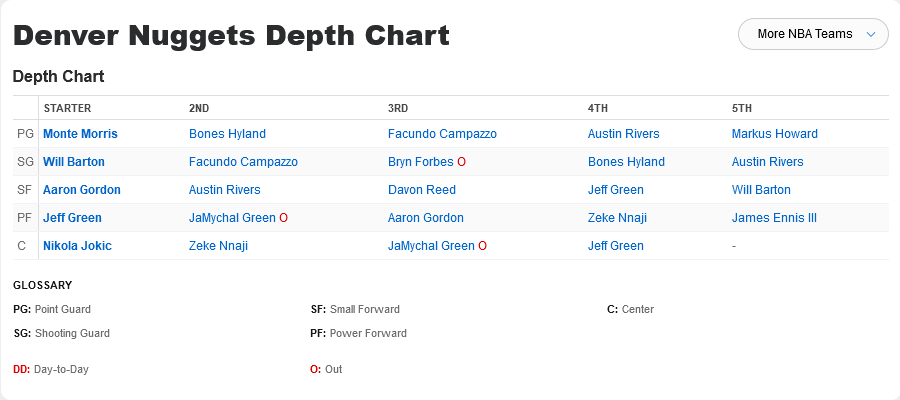 Denver Nuggets Depth Chart
More NBA Teams
Depth Chart
STARTER 2ND 3RD 4TH 5TH
PG Monte Morris Bones Hyland Facundo Campazzo Austin Rivers Markus Howard
SG Will Barton Facundo Campazzo Bryn Forbes O Bones Hyland Austin Rivers
SF Aaron Gordon Austin Rivers Davon Reed Jeff Green Will Barton
PF Jeff Green JaMychal Green O Aaron Gordon Zeke Nnaji James Ennis III
C Nikola Jokic Zeke Nnaji JaMychal Green O Jeff Green -
GLOSSARY
PG: Point Guard SF: Small Forward C: Center
SG: Shooting Guard PF: Power Forward
DD: Day-to-Day O: Out